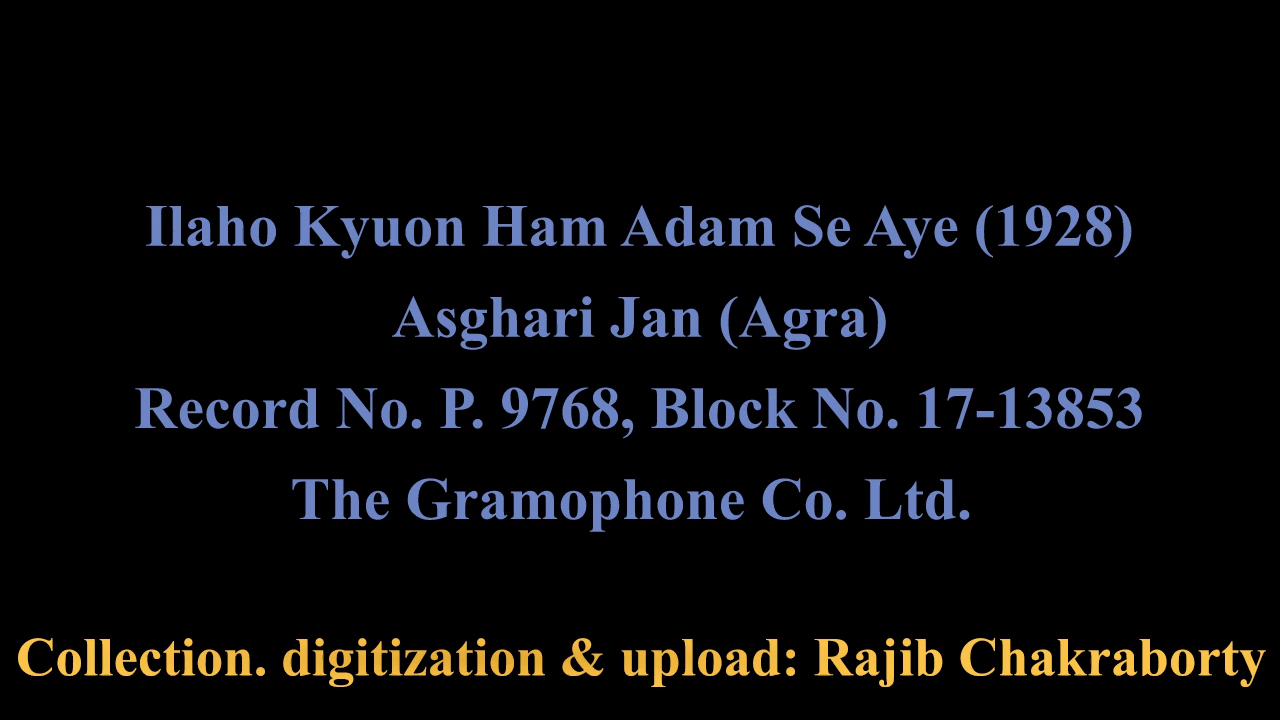 Ilaho Kyuon Ham Adam Se Aye (1928)
Asghari Jan (Agra)
Record No. P. 9768, Block No. 17-13853
The Gramophone Co. Ltd.
Collection. digitization & upload: Rajib Chakraborty